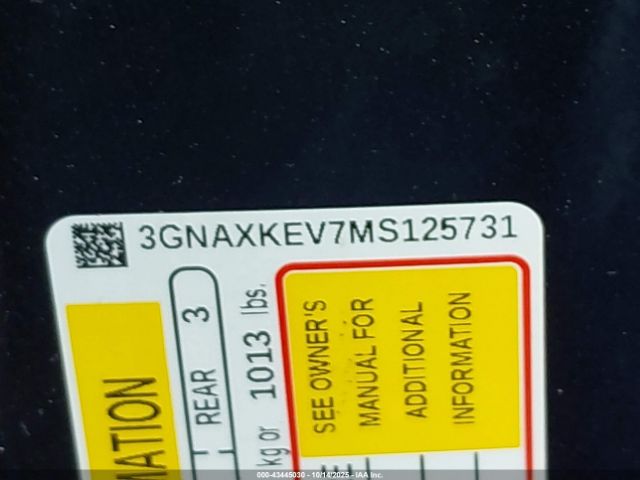 3GNAXKEV7MS125731
MATION
REAR 3
kg or 1013 lbs.
SEE OWNER'S
MANUAL FOR
ADDITIONAL
INFORMATION
000-43445030 - 10/14/2025 - IAA Inc.